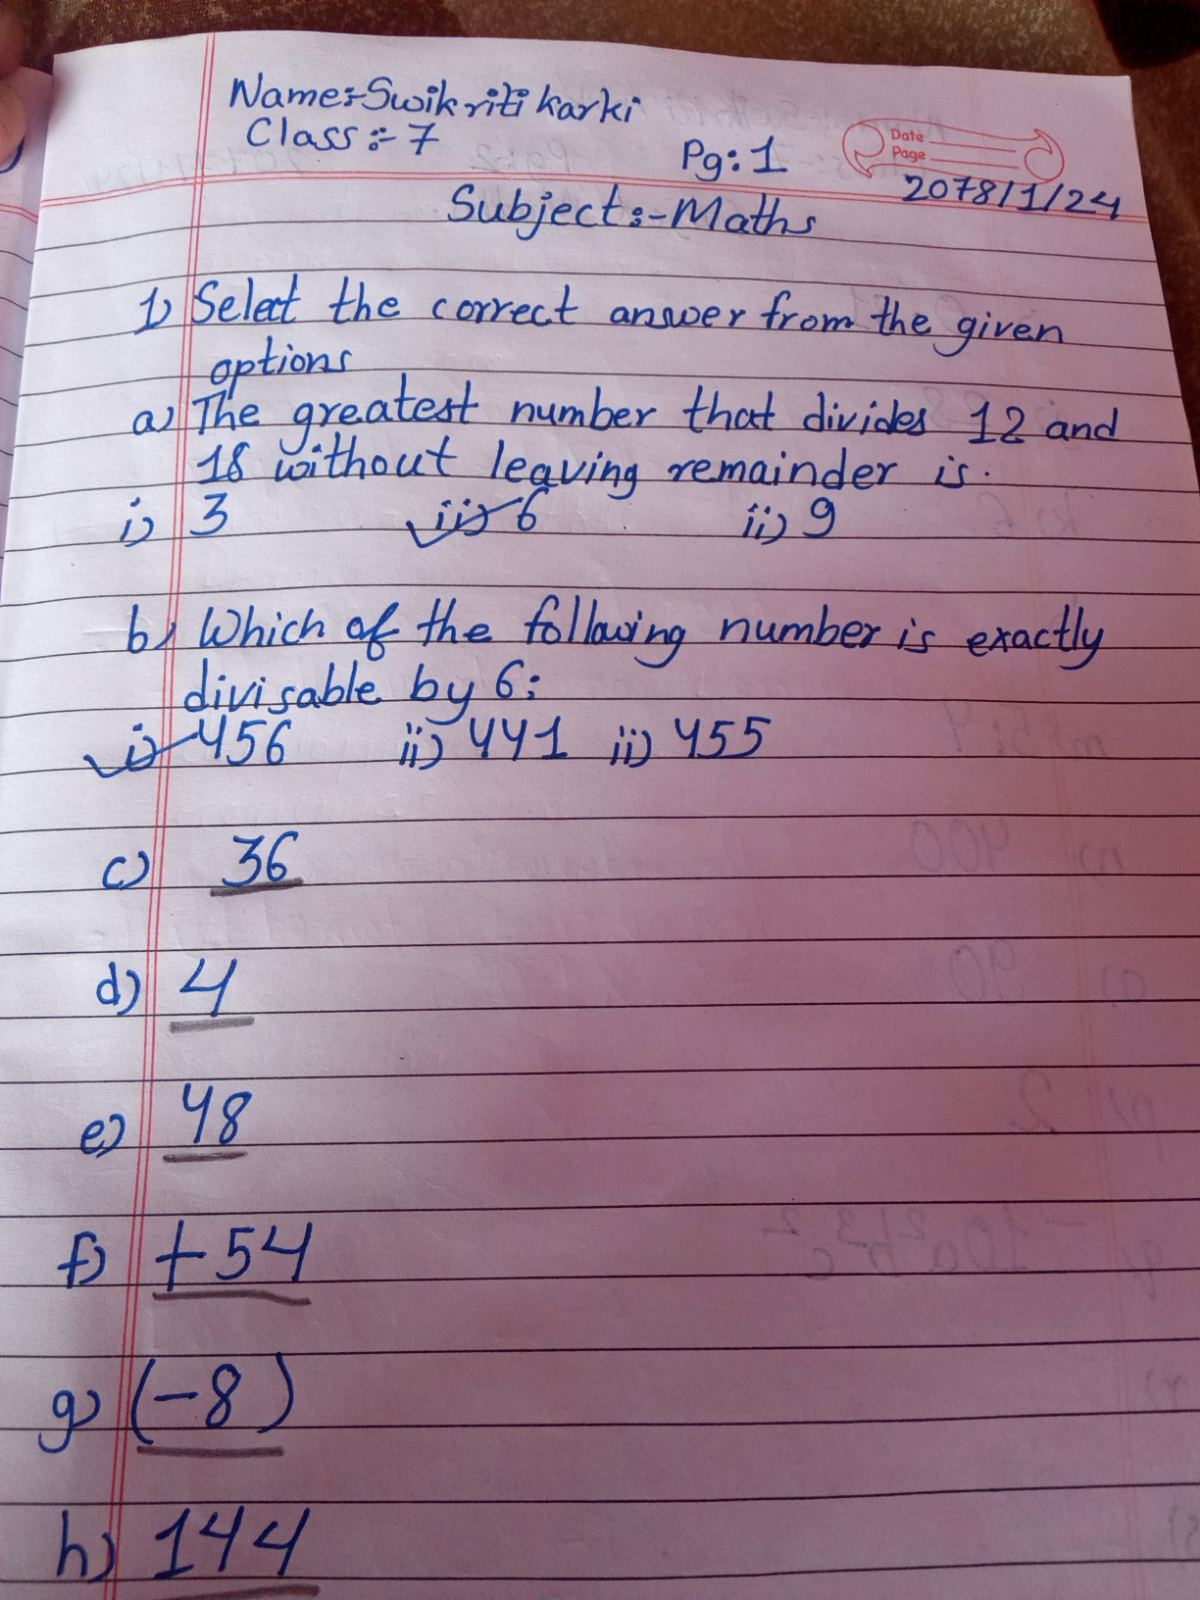 Name:-Swikriti karki
Class:-7
Pg:1
Date
Page
2078/1/24
Subject:-Maths
1) Select the correct answer from the given
options
a) The greatest number that divides 12 and
18 without leaving remainder is.
i) 3 ii) 6 ii) 9
b) Which of the following number is exactly
divisable by 6:
i) 456 ii) 441 ii) 455
c) 36
d) 4
e) 48
f) +54
g) (-8)
h) 144